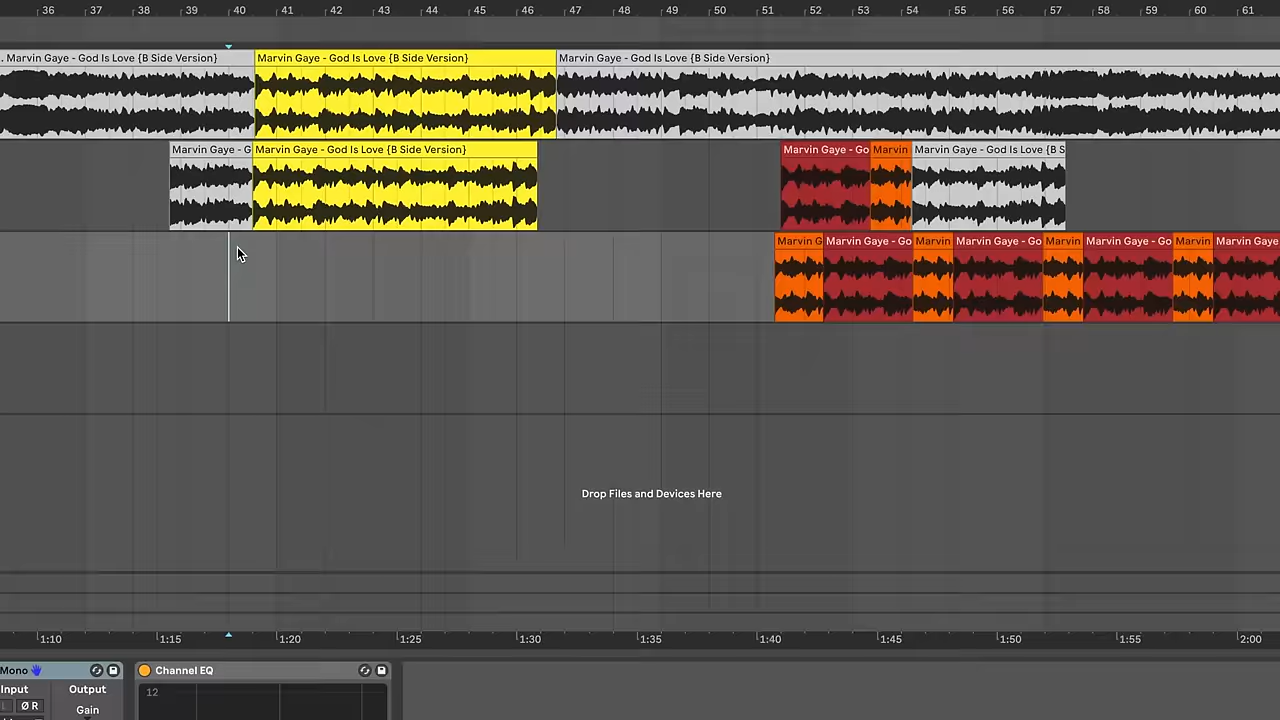 36 37 38 39 40 41 42 43 44 45 46 47 48 49 50 51 52 53 54 55 56 57 58 59 60 61
. Marvin Gaye - God Is Love {B Side Version} Marvin Gaye - God Is Love {B Side Version} Marvin Gaye - God Is Love {B Side Version}
Marvin Gaye - G Marvin Gaye - God Is Love {B Side Version} Marvin Gaye - Go Marvin Marvin Gaye - God Is Love {B S
Marvin G Marvin Gaye - Go Marvin Marvin Gaye - Go Marvin Marvin Gaye - Go Marvin Marvin Gaye
Drop Files and Devices Here
1:10 1:15 1:20 1:25 1:30 1:35 1:40 1:45 1:50 1:55 2:00
Mono Channel EQ
Input Output 12
L Ø R
Gain